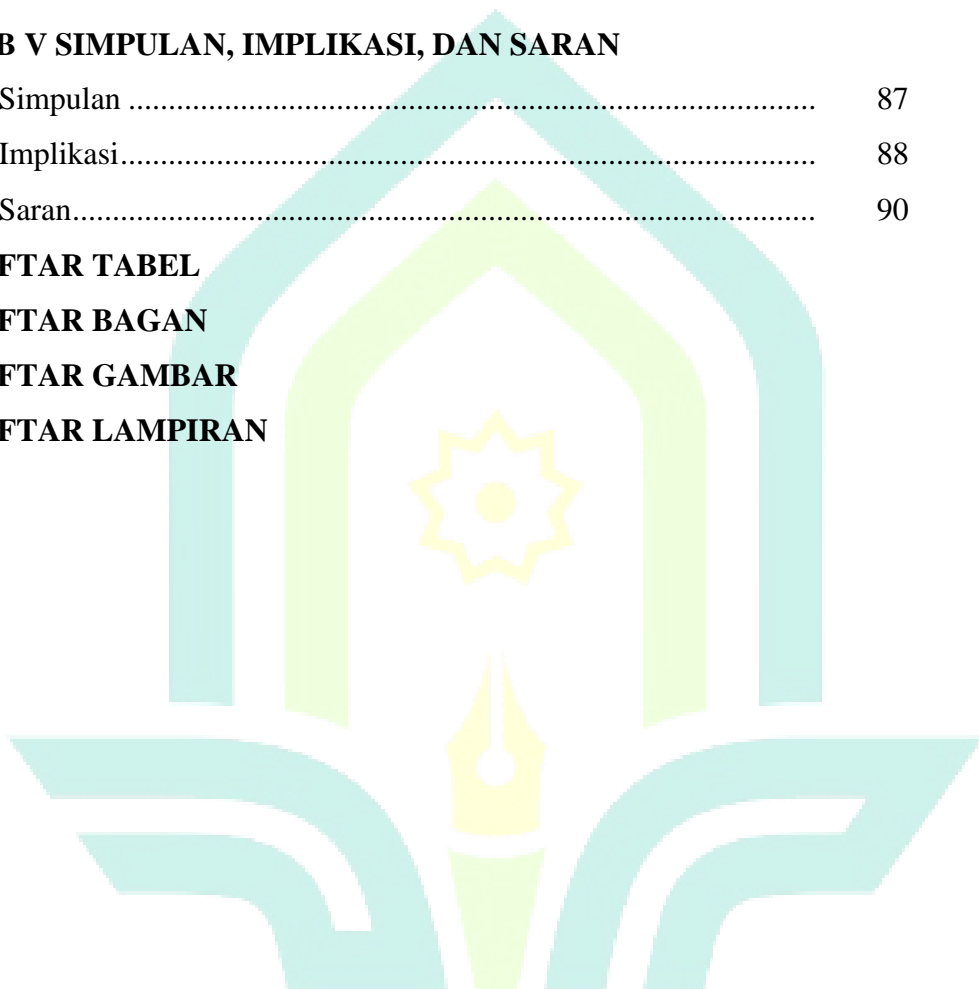 B V SIMPULAN, IMPLIKASI, DAN SARAN
Simpulan ..................................................................................... 87
Implikasi...................................................................................... 88
Saran............................................................................................ 90
FTAR TABEL
FTAR BAGAN
FTAR GAMBAR
FTAR LAMPIRAN